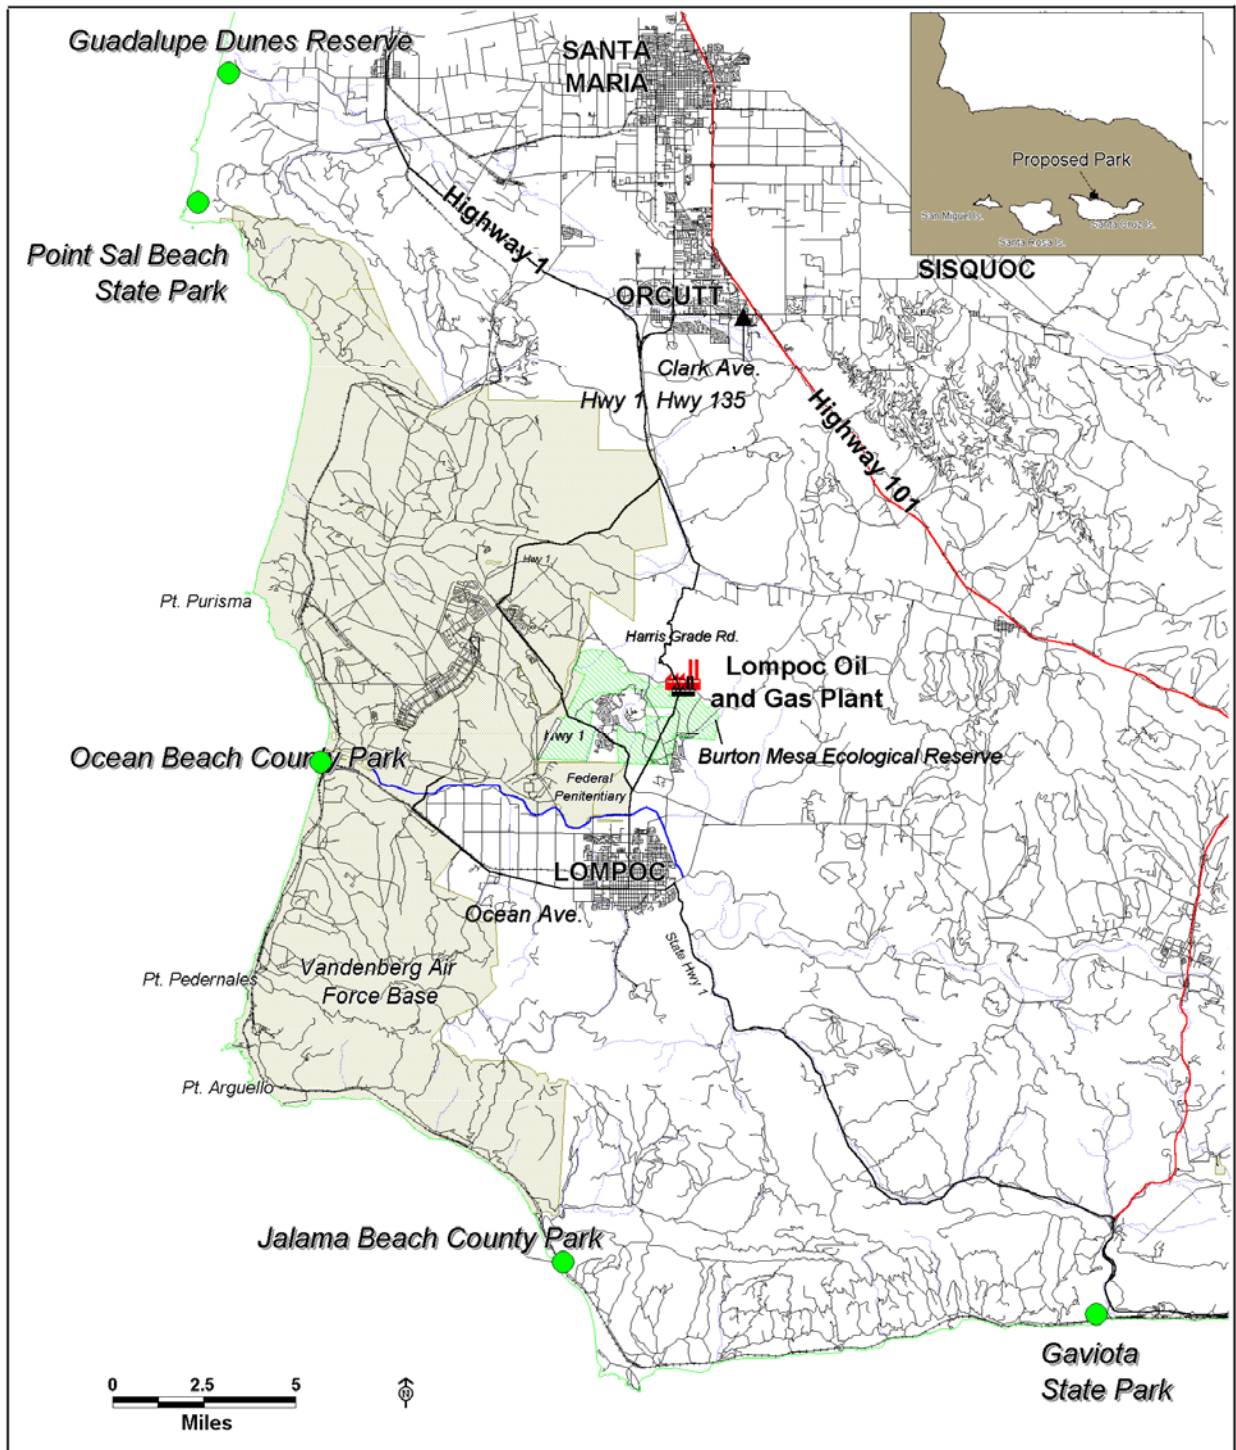 Guadalupe Dunes Reserve
SANTA
MARIA
Proposed Park
San Miguel Is.
Santa Rosa Is.
Santa Cruz Is.
Highway 1
Point Sal Beach
State Park
SISQUOC
ORCUTT
Clark Ave.
Hwy 1
Hwy 135
Highway 101
Hwy 1
Pt. Purisma
Harris Grade Rd.
Lompoc Oil
and Gas Plant
Hwy 1
Ocean Beach County Park
Burton Mesa Ecological Reserve
Federal
Penitentiary
LOMPOC
Ocean Ave.
State Hwy 1
Pt. Pedernales
Vandenberg Air
Force Base
Pt. Arguello
Jalama Beach County Park
Gaviota
State Park
0 2.5 5
Miles
N